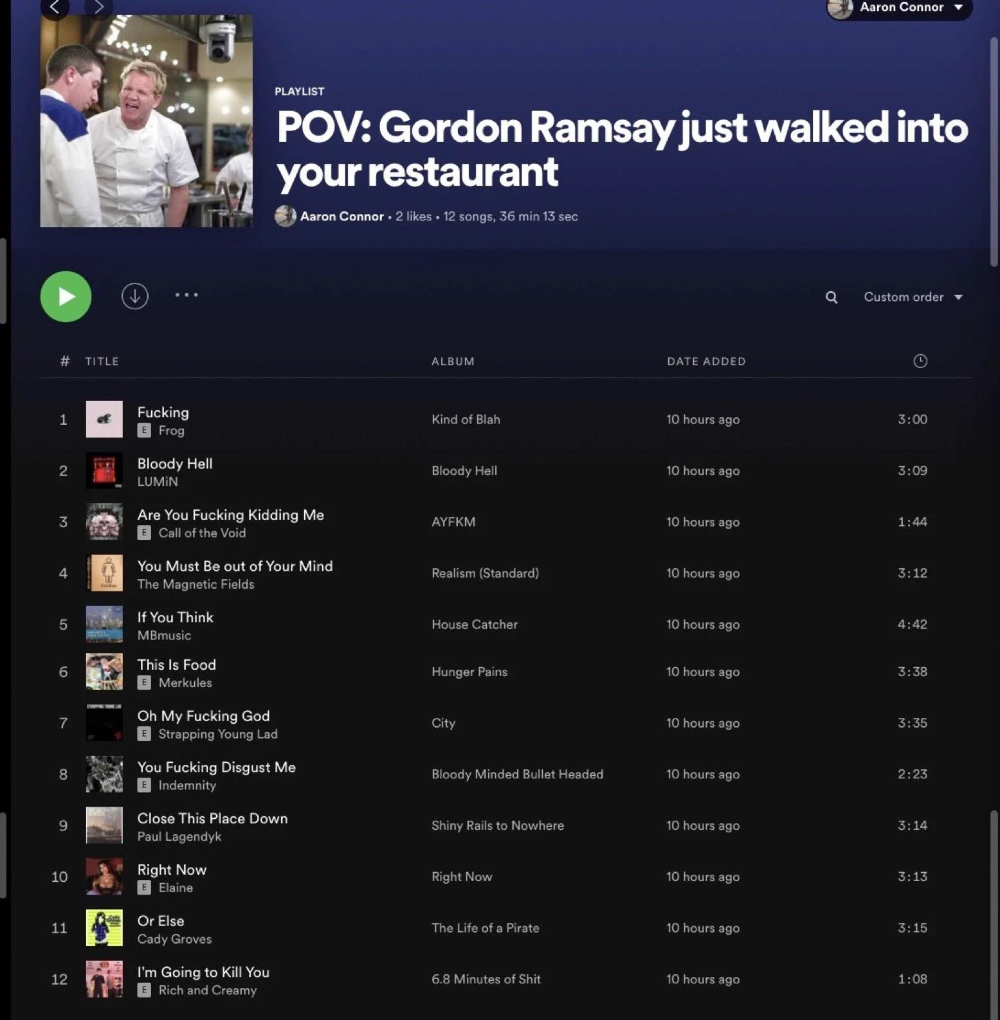 Aaron Connor
PLAYLIST
POV: Gordon Ramsay just walked into
your restaurant
Aaron Connor • 2 likes • 12 songs, 36 min 13 sec
Custom order
# TITLE ALBUM DATE ADDED
1 Fucking Kind of Blah 10 hours ago 3:00
E Frog
2 Bloody Hell Bloody Hell 10 hours ago 3:09
LUMiN
3 Are You Fucking Kidding Me AYFKM 10 hours ago 1:44
E Call of the Void
4 You Must Be out of Your Mind Realism (Standard) 10 hours ago 3:12
The Magnetic Fields
5 If You Think House Catcher 10 hours ago 4:42
MBmusic
6 This Is Food Hunger Pains 10 hours ago 3:38
E Merkules
7 Oh My Fucking God City 10 hours ago 3:35
E Strapping Young Lad
8 You Fucking Disgust Me Bloody Minded Bullet Headed 10 hours ago 2:23
E Indemnity
9 Close This Place Down Shiny Rails to Nowhere 10 hours ago 3:14
Paul Lagendyk
10 Right Now Right Now 10 hours ago 3:13
E Elaine
11 Or Else The Life of a Pirate 10 hours ago 3:15
Cady Groves
12 I'm Going to Kill You 6.8 Minutes of Shit 10 hours ago 1:08
E Rich and Creamy